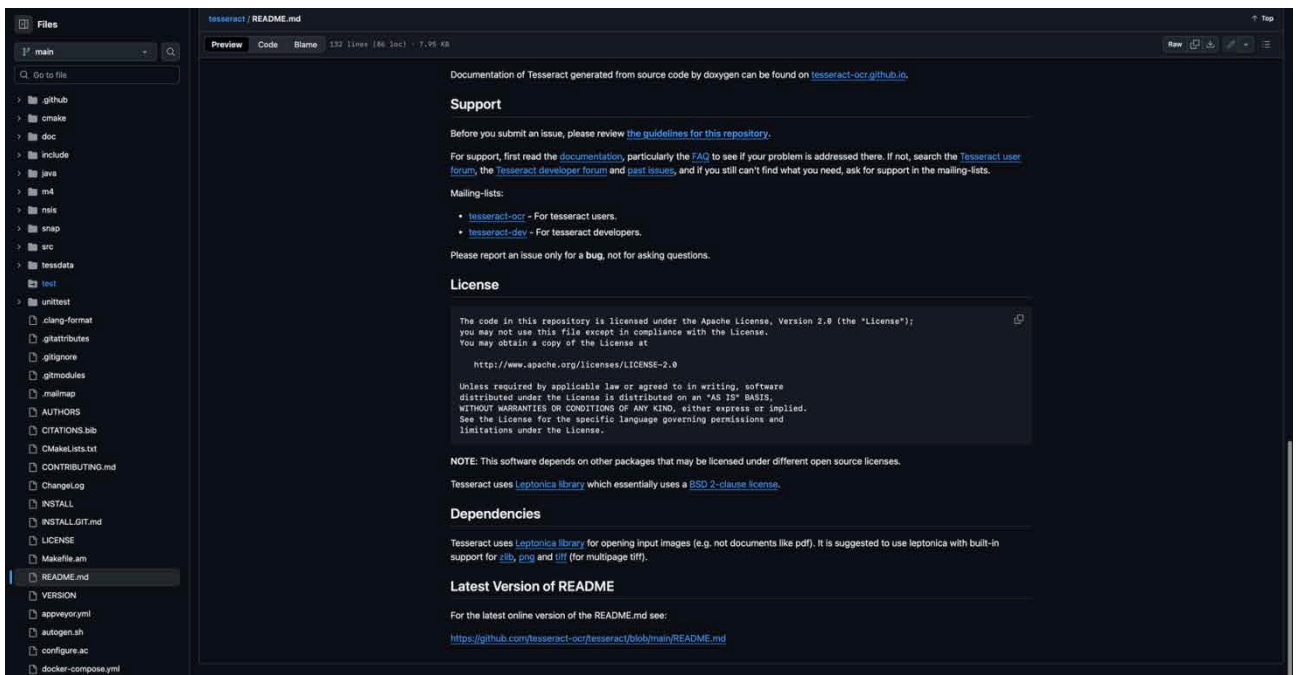 Files
main
Go to file
.github
cmake
doc
include
java
m4
nsis
snap
src
tessdata
test
unittest
.clang-format
.gitattributes
.gitignore
.gitmodules
.mailmap
AUTHORS
CITATIONS.bib
CMakeLists.txt
CONTRIBUTING.md
ChangeLog
INSTALL
INSTALL.GIT.md
LICENSE
Makefile.am
README.md
VERSION
appveyor.yml
autogen.sh
configure.ac
docker-compose.yml
tesseract / README.md
Top
Preview Code Blame 132 lines (86 loc) · 7.95 KB
Raw
Documentation of Tesseract generated from source code by doxygen can be found on tesseract-ocr.github.io.
Support
Before you submit an issue, please review the guidelines for this repository.
For support, first read the documentation, particularly the FAQ to see if your problem is addressed there. If not, search the Tesseract user
forum, the Tesseract developer forum and past issues, and if you still can't find what you need, ask for support in the mailing-lists.
Mailing-lists:
• tesseract-ocr - For tesseract users.
• tesseract-dev - For tesseract developers.
Please report an issue only for a bug, not for asking questions.
License
The code in this repository is licensed under the Apache License, Version 2.0 (the "License");
you may not use this file except in compliance with the License.
You may obtain a copy of the License at
http://www.apache.org/licenses/LICENSE-2.0
Unless required by applicable law or agreed to in writing, software
distributed under the License is distributed on an "AS IS" BASIS,
WITHOUT WARRANTIES OR CONDITIONS OF ANY KIND, either express or implied.
See the License for the specific language governing permissions and
limitations under the License.
NOTE: This software depends on other packages that may be licensed under different open source licenses.
Tesseract uses Leptonica library which essentially uses a BSD 2-clause license.
Dependencies
Tesseract uses Leptonica library for opening input images (e.g. not documents like pdf). It is suggested to use leptonica with built-in
support for zlib, png and tiff (for multipage tiff).
Latest Version of README
For the latest online version of the README.md see:
https://github.com/tesseract-ocr/tesseract/blob/main/README.md